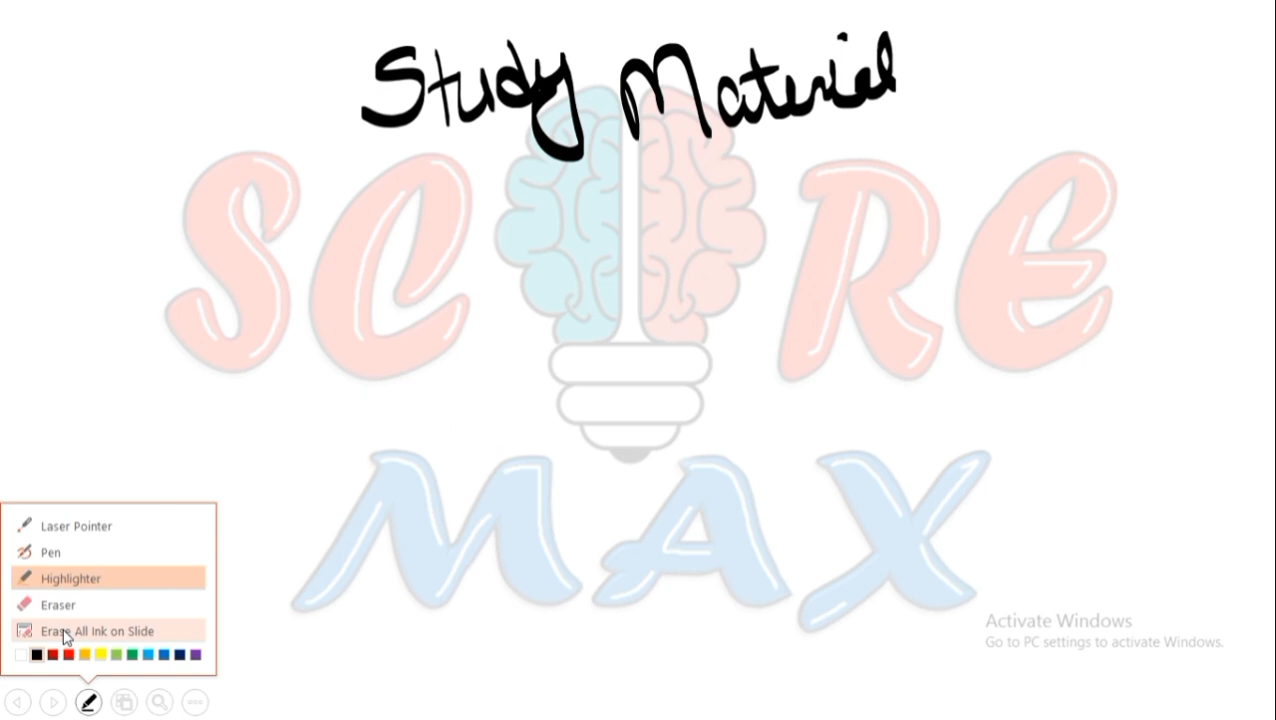 Study Material
SCORE
MAX
Laser Pointer
Pen
Highlighter
Eraser
Erase All Ink on Slide
Activate Windows
Go to PC settings to activate Windows.